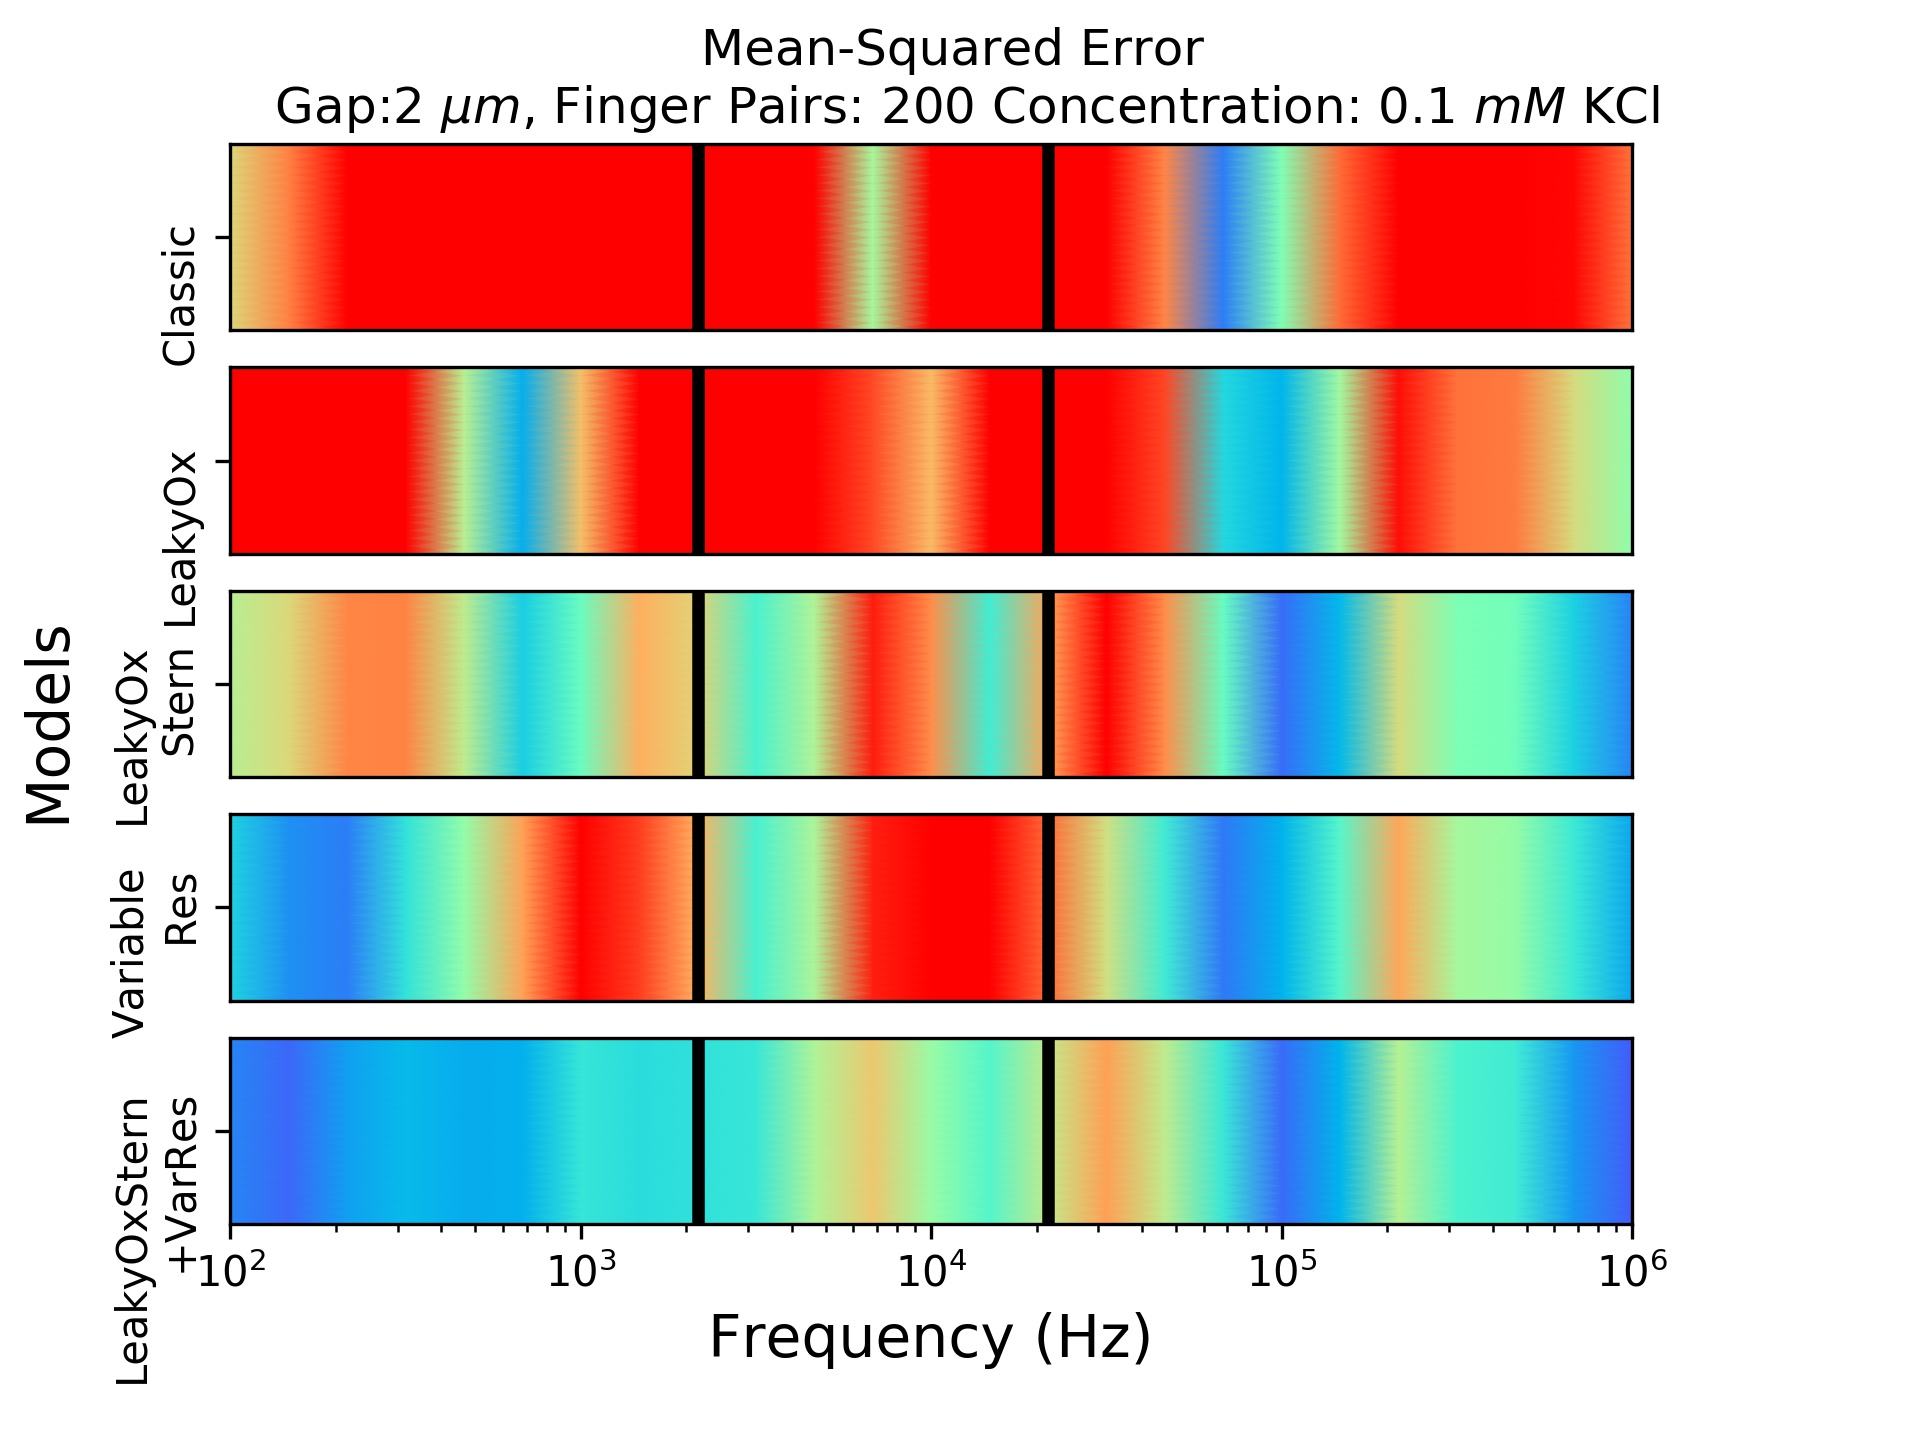 Mean-Squared Error
Gap:2 μm, Finger Pairs: 200 Concentration: 0.1 mM KCl
Models
Classic
LeakyOx
Stern LeakyOx
LeakyOx
Variable
Res
LeakyOxStern
+VarRes
10²
10³
10⁴
10⁵
10⁶
Frequency (Hz)